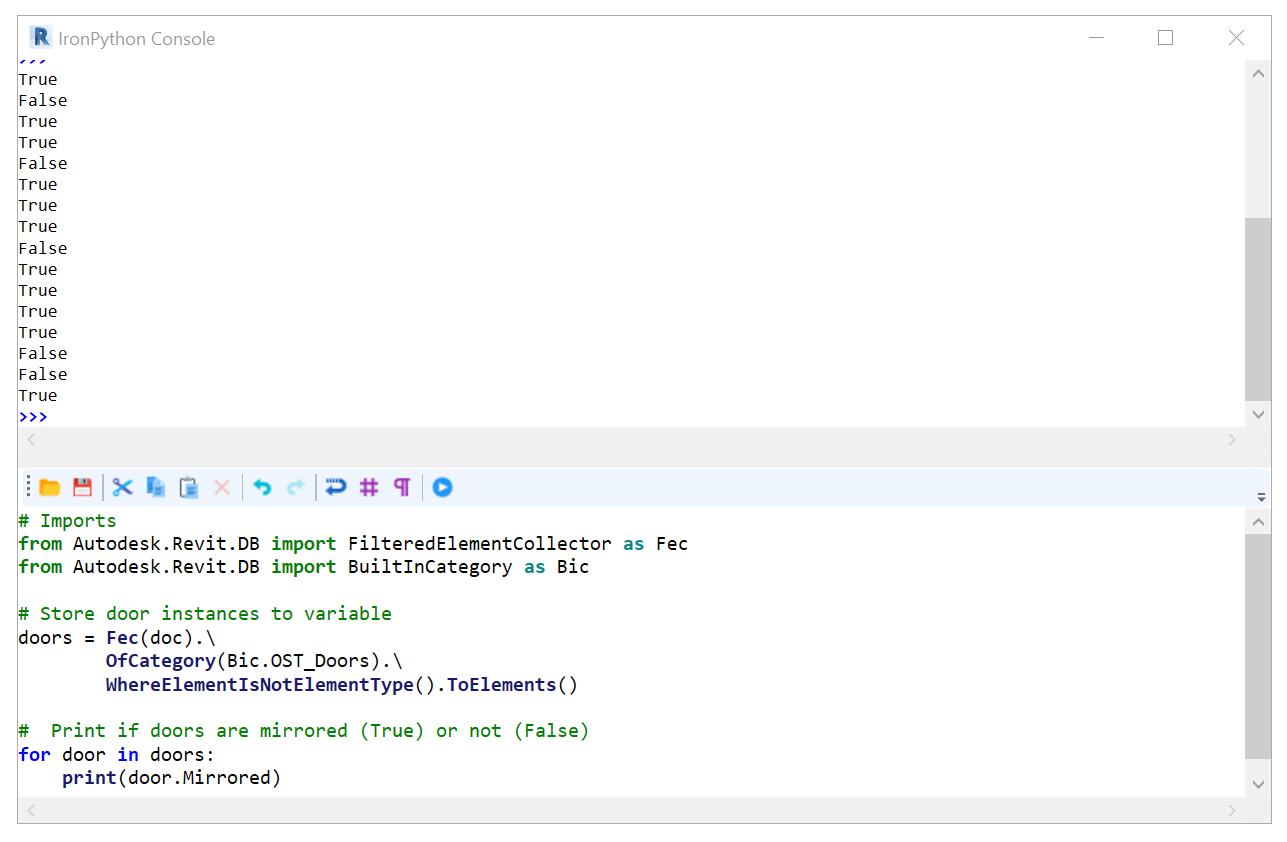 IronPython Console
>>>
True
False
True
True
False
True
True
True
False
True
True
True
True
False
False
True
>>>
# Imports
from Autodesk.Revit.DB import FilteredElementCollector as Fec
from Autodesk.Revit.DB import BuiltInCategory as Bic
# Store door instances to variable
doors = Fec(doc).\
        OfCategory(Bic.OST_Doors).\
        WhereElementIsNotElementType().ToElements()
#  Print if doors are mirrored (True) or not (False)
for door in doors:
    print(door.Mirrored)